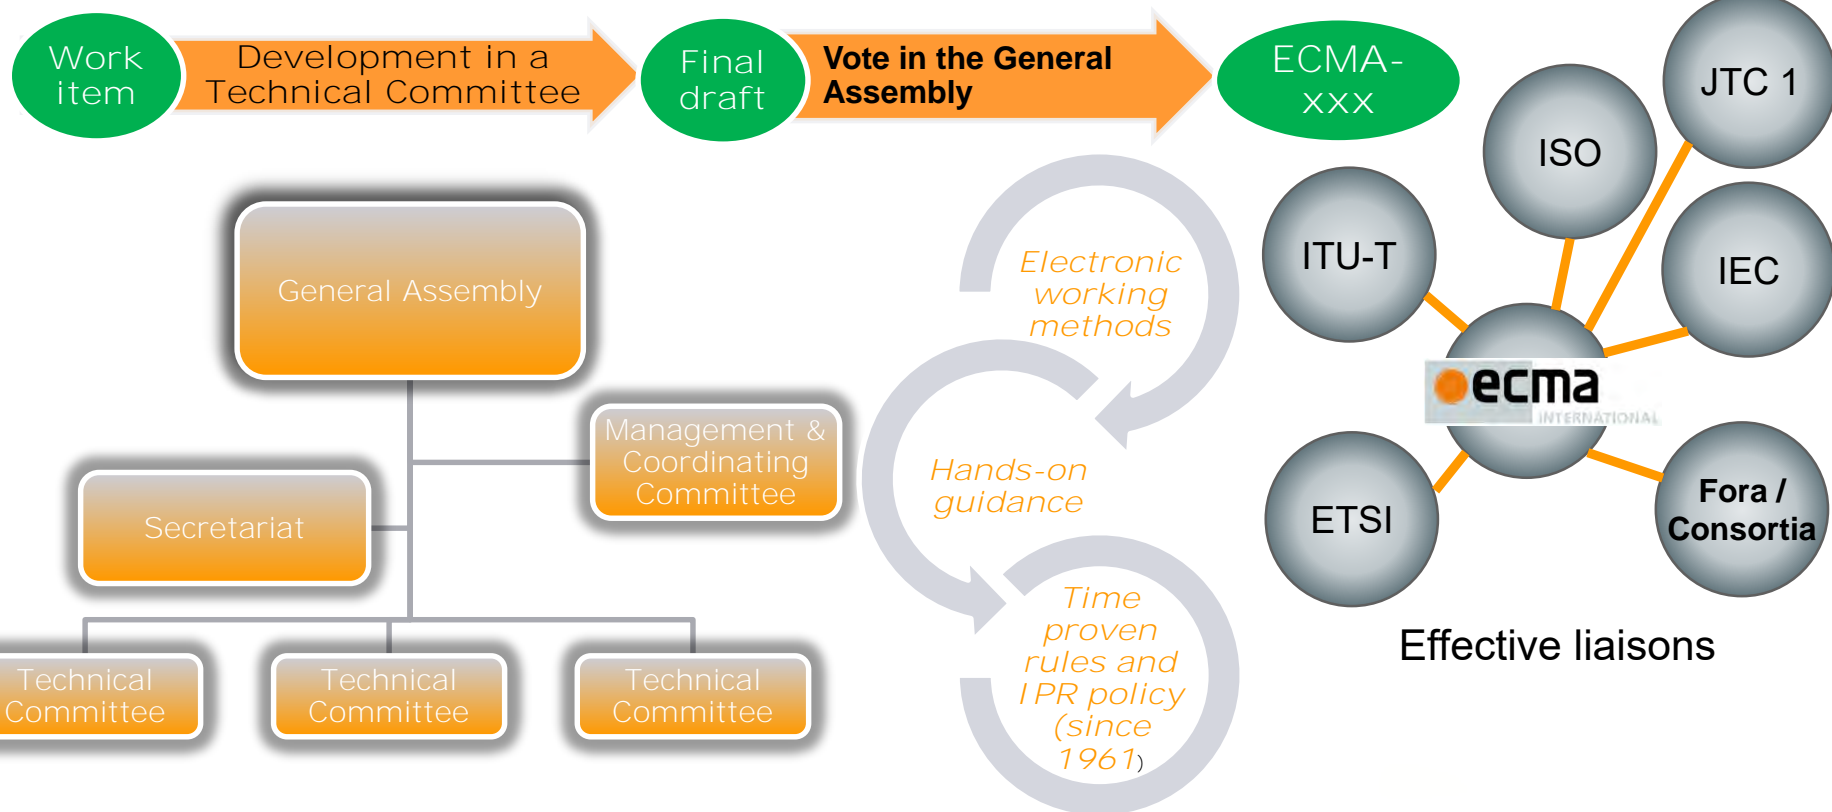 Work
item
Development in a
Technical Committee
Final
draft
Vote in the General
Assembly
ECMA-
xxx
General Assembly
Management &
Coordinating
Committee
Secretariat
Technical
Committee
Technical
Committee
Technical
Committee
Electronic
working
methods
Hands-on
guidance
Time
proven
rules and
IPR policy
(since
1961)
JTC 1
ISO
ITU-T
IEC
ecma
INTERNATIONAL
ETSI
Fora /
Consortia
Effective liaisons